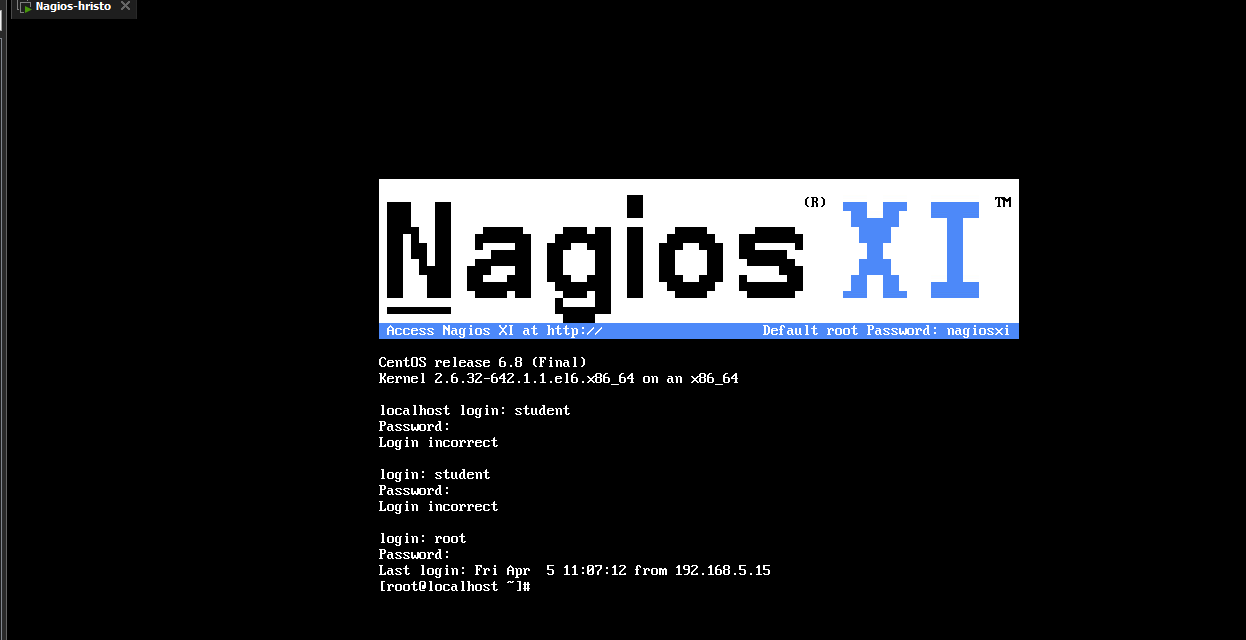 Nagios-hristo
Nagios (R) XI TM
Access Nagios XI at http:// Default root Password: nagiosxi
CentOS release 6.8 (Final)
Kernel 2.6.32-642.1.1.el6.x86_64 on an x86_64
localhost login: student
Password:
Login incorrect
login: student
Password:
Login incorrect
login: root
Password:
Last login: Fri Apr  5 11:07:12 from 192.168.5.15
[root@localhost ~]#